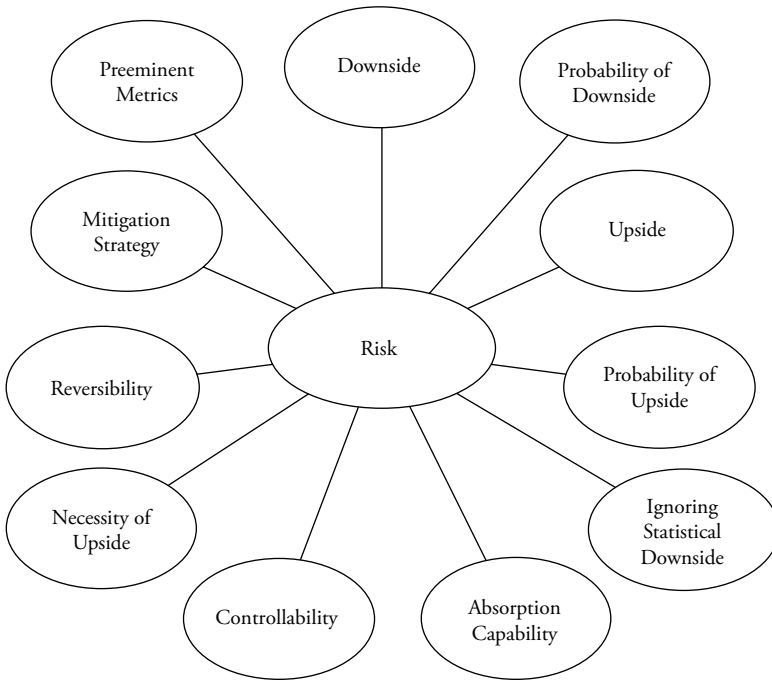 Preeminent
Metrics
Downside
Probability of
Downside
Mitigation
Strategy
Upside
Risk
Reversibility
Probability of
Upside
Necessity of
Upside
Ignoring
Statistical
Downside
Controllability
Absorption
Capability